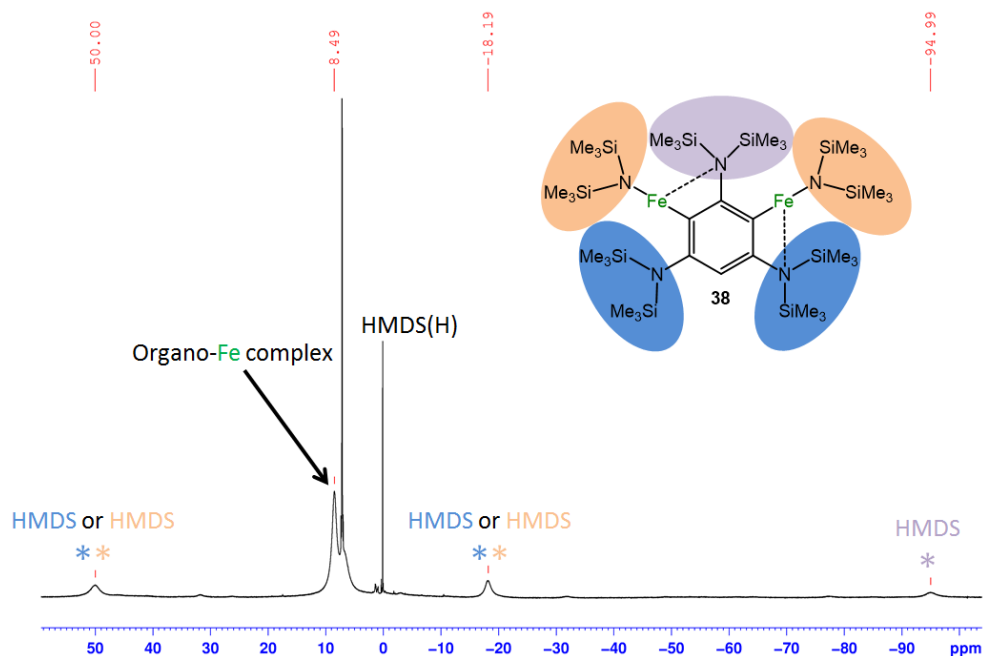 50.00
8.49
-18.19
-94.99
Me3Si
SiMe3
N
Me3Si
N
Fe
Me3Si
SiMe3
N
Fe
SiMe3
N
SiMe3
Me3Si
N
Me3Si
N
SiMe3
SiMe3
38
HMDS(H)
Organo-Fe complex
HMDS or HMDS
* *
HMDS or HMDS
* *
HMDS
*
50 40 30 20 10 0 -10 -20 -30 -40 -50 -60 -70 -80 -90 ppm